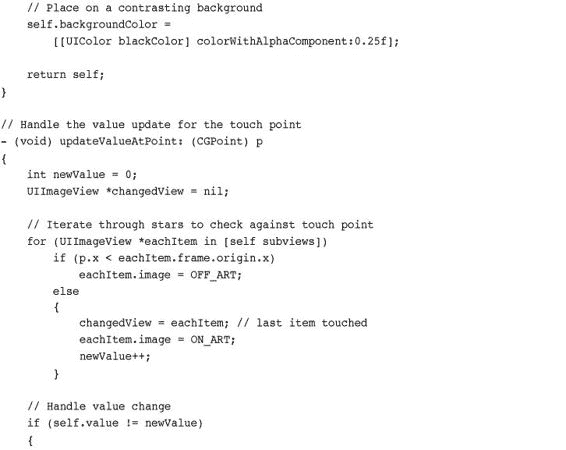 // Place on a contrasting background
self.backgroundColor =
[[UIColor blackColor] colorWithAlphaComponent:0.25f];
return self;
}
// Handle the value update for the touch point
- (void) updateValueAtPoint: (CGPoint) p
{
int newValue = 0;
UIImageView *changedView = nil;
// Iterate through stars to check against touch point
for (UIImageView *eachItem in [self subviews])
if (p.x < eachItem.frame.origin.x)
eachItem.image = OFF_ART;
else
{
changedView = eachItem; // last item touched
eachItem.image = ON_ART;
newValue++;
}
// Handle value change
if (self.value != newValue)
{